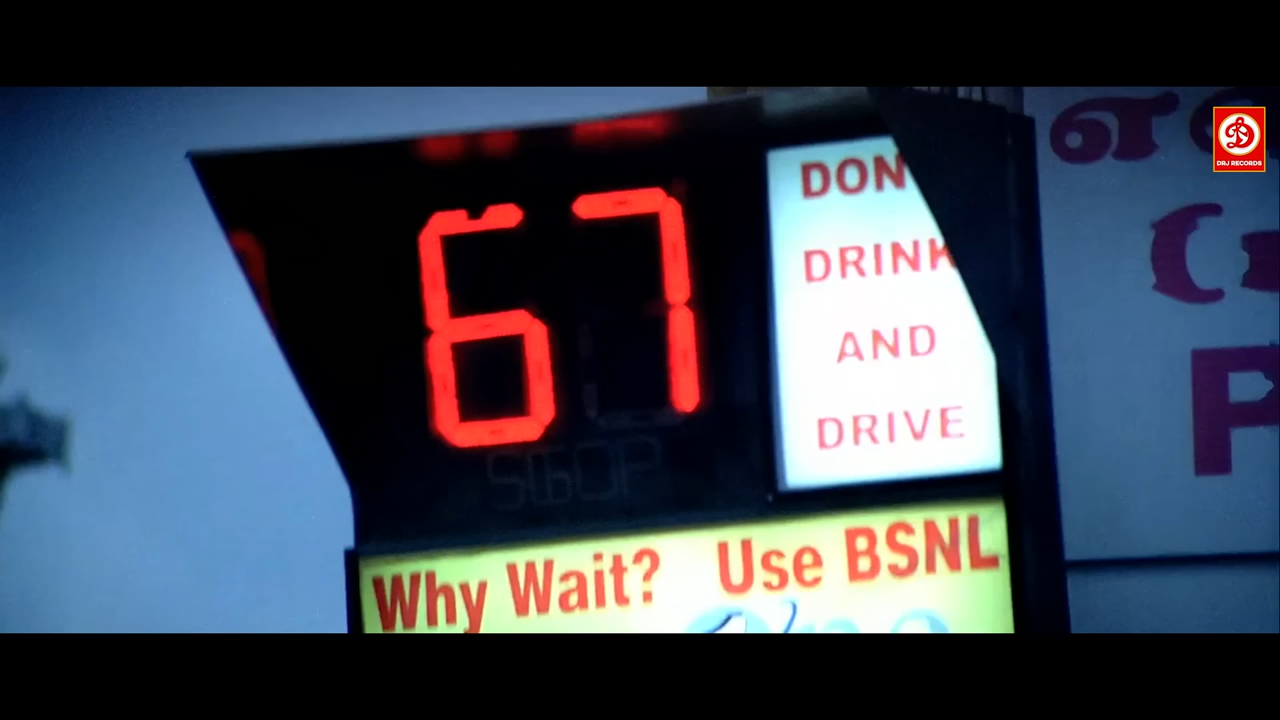 67
DON
DRINK
AND
DRIVE
Why Wait? Use BSNL
DRJ RECORDS
எ
P